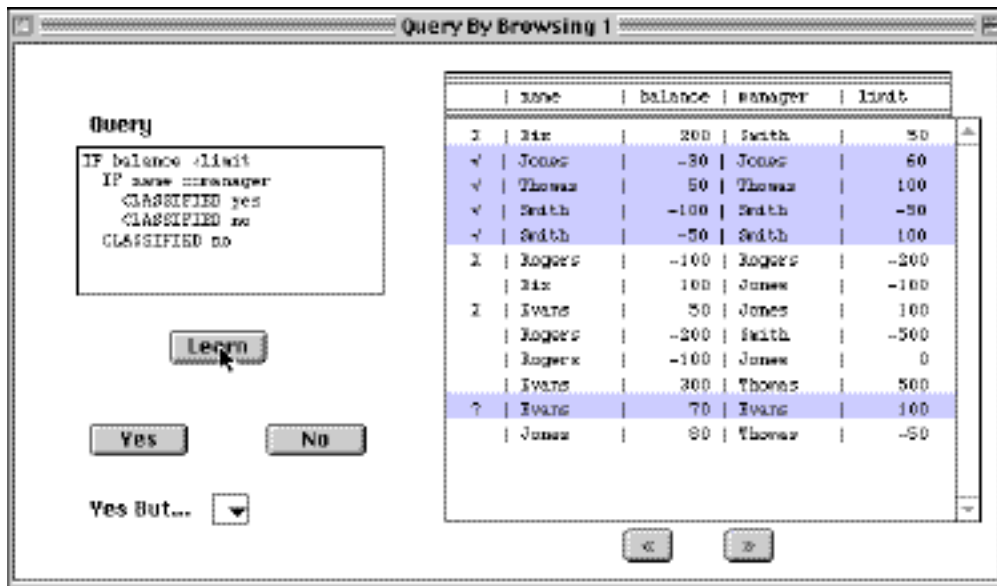 Query By Browsing 1
Query
IF balance <limit
IF name =manager
CLASSIFIED yes
CLASSIFIED no
CLASSIFIED no
Learn
Yes
No
Yes But...
| name | balance | manager | limit
X | Dix | 200 | Smith | 50
√ | Jones | -30 | Jones | 60
√ | Thomas | 50 | Thomas | 100
√ | Smith | -100 | Smith | -50
√ | Smith | -50 | Smith | 100
X | Rogers | -100 | Rogers | -200
| Dix | 100 | Jones | -100
X | Evans | 50 | Jones | 100
| Rogers | -200 | Smith | -500
| Rogers | -100 | Jones | 0
| Evans | 300 | Thomas | 500
? | Evans | 70 | Evans | 100
| Jones | 80 | Thomas | -50
« »